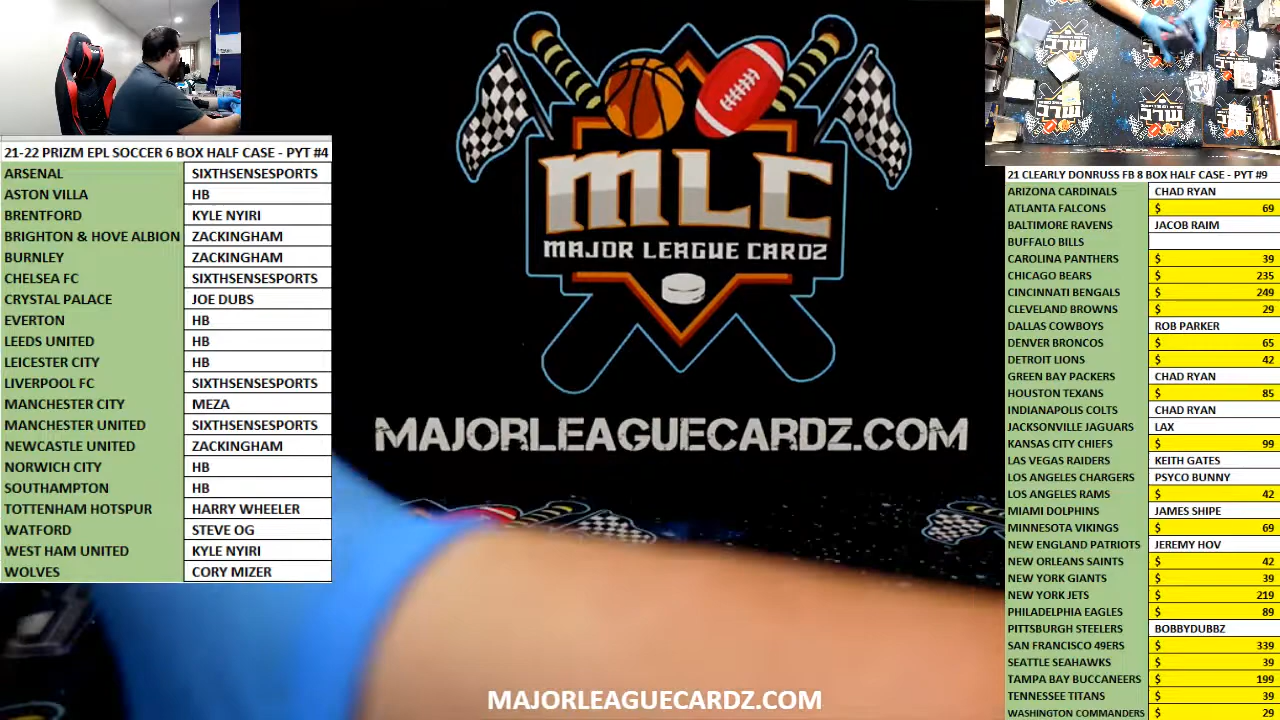 21-22 PRIZM EPL SOCCER 6 BOX HALF CASE - PYT #4
ARSENAL SIXTHSENSESPORTS
ASTON VILLA HB
BRENTFORD KYLE NYIRI
BRIGHTON & HOVE ALBION ZACKINGHAM
BURNLEY ZACKINGHAM
CHELSEA FC SIXTHSENSESPORTS
CRYSTAL PALACE JOE DUBS
EVERTON HB
LEEDS UNITED HB
LEICESTER CITY HB
LIVERPOOL FC SIXTHSENSESPORTS
MANCHESTER CITY MEZA
MANCHESTER UNITED SIXTHSENSESPORTS
NEWCASTLE UNITED ZACKINGHAM
NORWICH CITY HB
SOUTHAMPTON HB
TOTTENHAM HOTSPUR HARRY WHEELER
WATFORD STEVE OG
WEST HAM UNITED KYLE NYIRI
WOLVES CORY MIZER
MLC
MAJOR LEAGUE CARDZ
MAJORLEAGUECARDZ.COM
MAJORLEAGUECARDZ.COM
21 CLEARLY DONRUSS FB 8 BOX HALF CASE - PYT #9
ARIZONA CARDINALS CHAD RYAN
ATLANTA FALCONS $ 69
BALTIMORE RAVENS JACOB RAIM
BUFFALO BILLS
CAROLINA PANTHERS $ 39
CHICAGO BEARS $ 235
CINCINNATI BENGALS $ 249
CLEVELAND BROWNS $ 29
DALLAS COWBOYS ROB PARKER
DENVER BRONCOS $ 65
DETROIT LIONS $ 42
GREEN BAY PACKERS CHAD RYAN
HOUSTON TEXANS $ 85
INDIANAPOLIS COLTS CHAD RYAN
JACKSONVILLE JAGUARS LAX
KANSAS CITY CHIEFS $ 99
LAS VEGAS RAIDERS KEITH GATES
LOS ANGELES CHARGERS PSYCO BUNNY
LOS ANGELES RAMS $ 42
MIAMI DOLPHINS JAMES SHIPE
MINNESOTA VIKINGS $ 69
NEW ENGLAND PATRIOTS JEREMY HOV
NEW ORLEANS SAINTS $ 42
NEW YORK GIANTS $ 39
NEW YORK JETS $ 219
PHILADELPHIA EAGLES $ 89
PITTSBURGH STEELERS BOBBYDUBBZ
SAN FRANCISCO 49ERS $ 339
SEATTLE SEAHAWKS $ 39
TAMPA BAY BUCCANEERS $ 199
TENNESSEE TITANS $ 39
WASHINGTON COMMANDERS $ 29